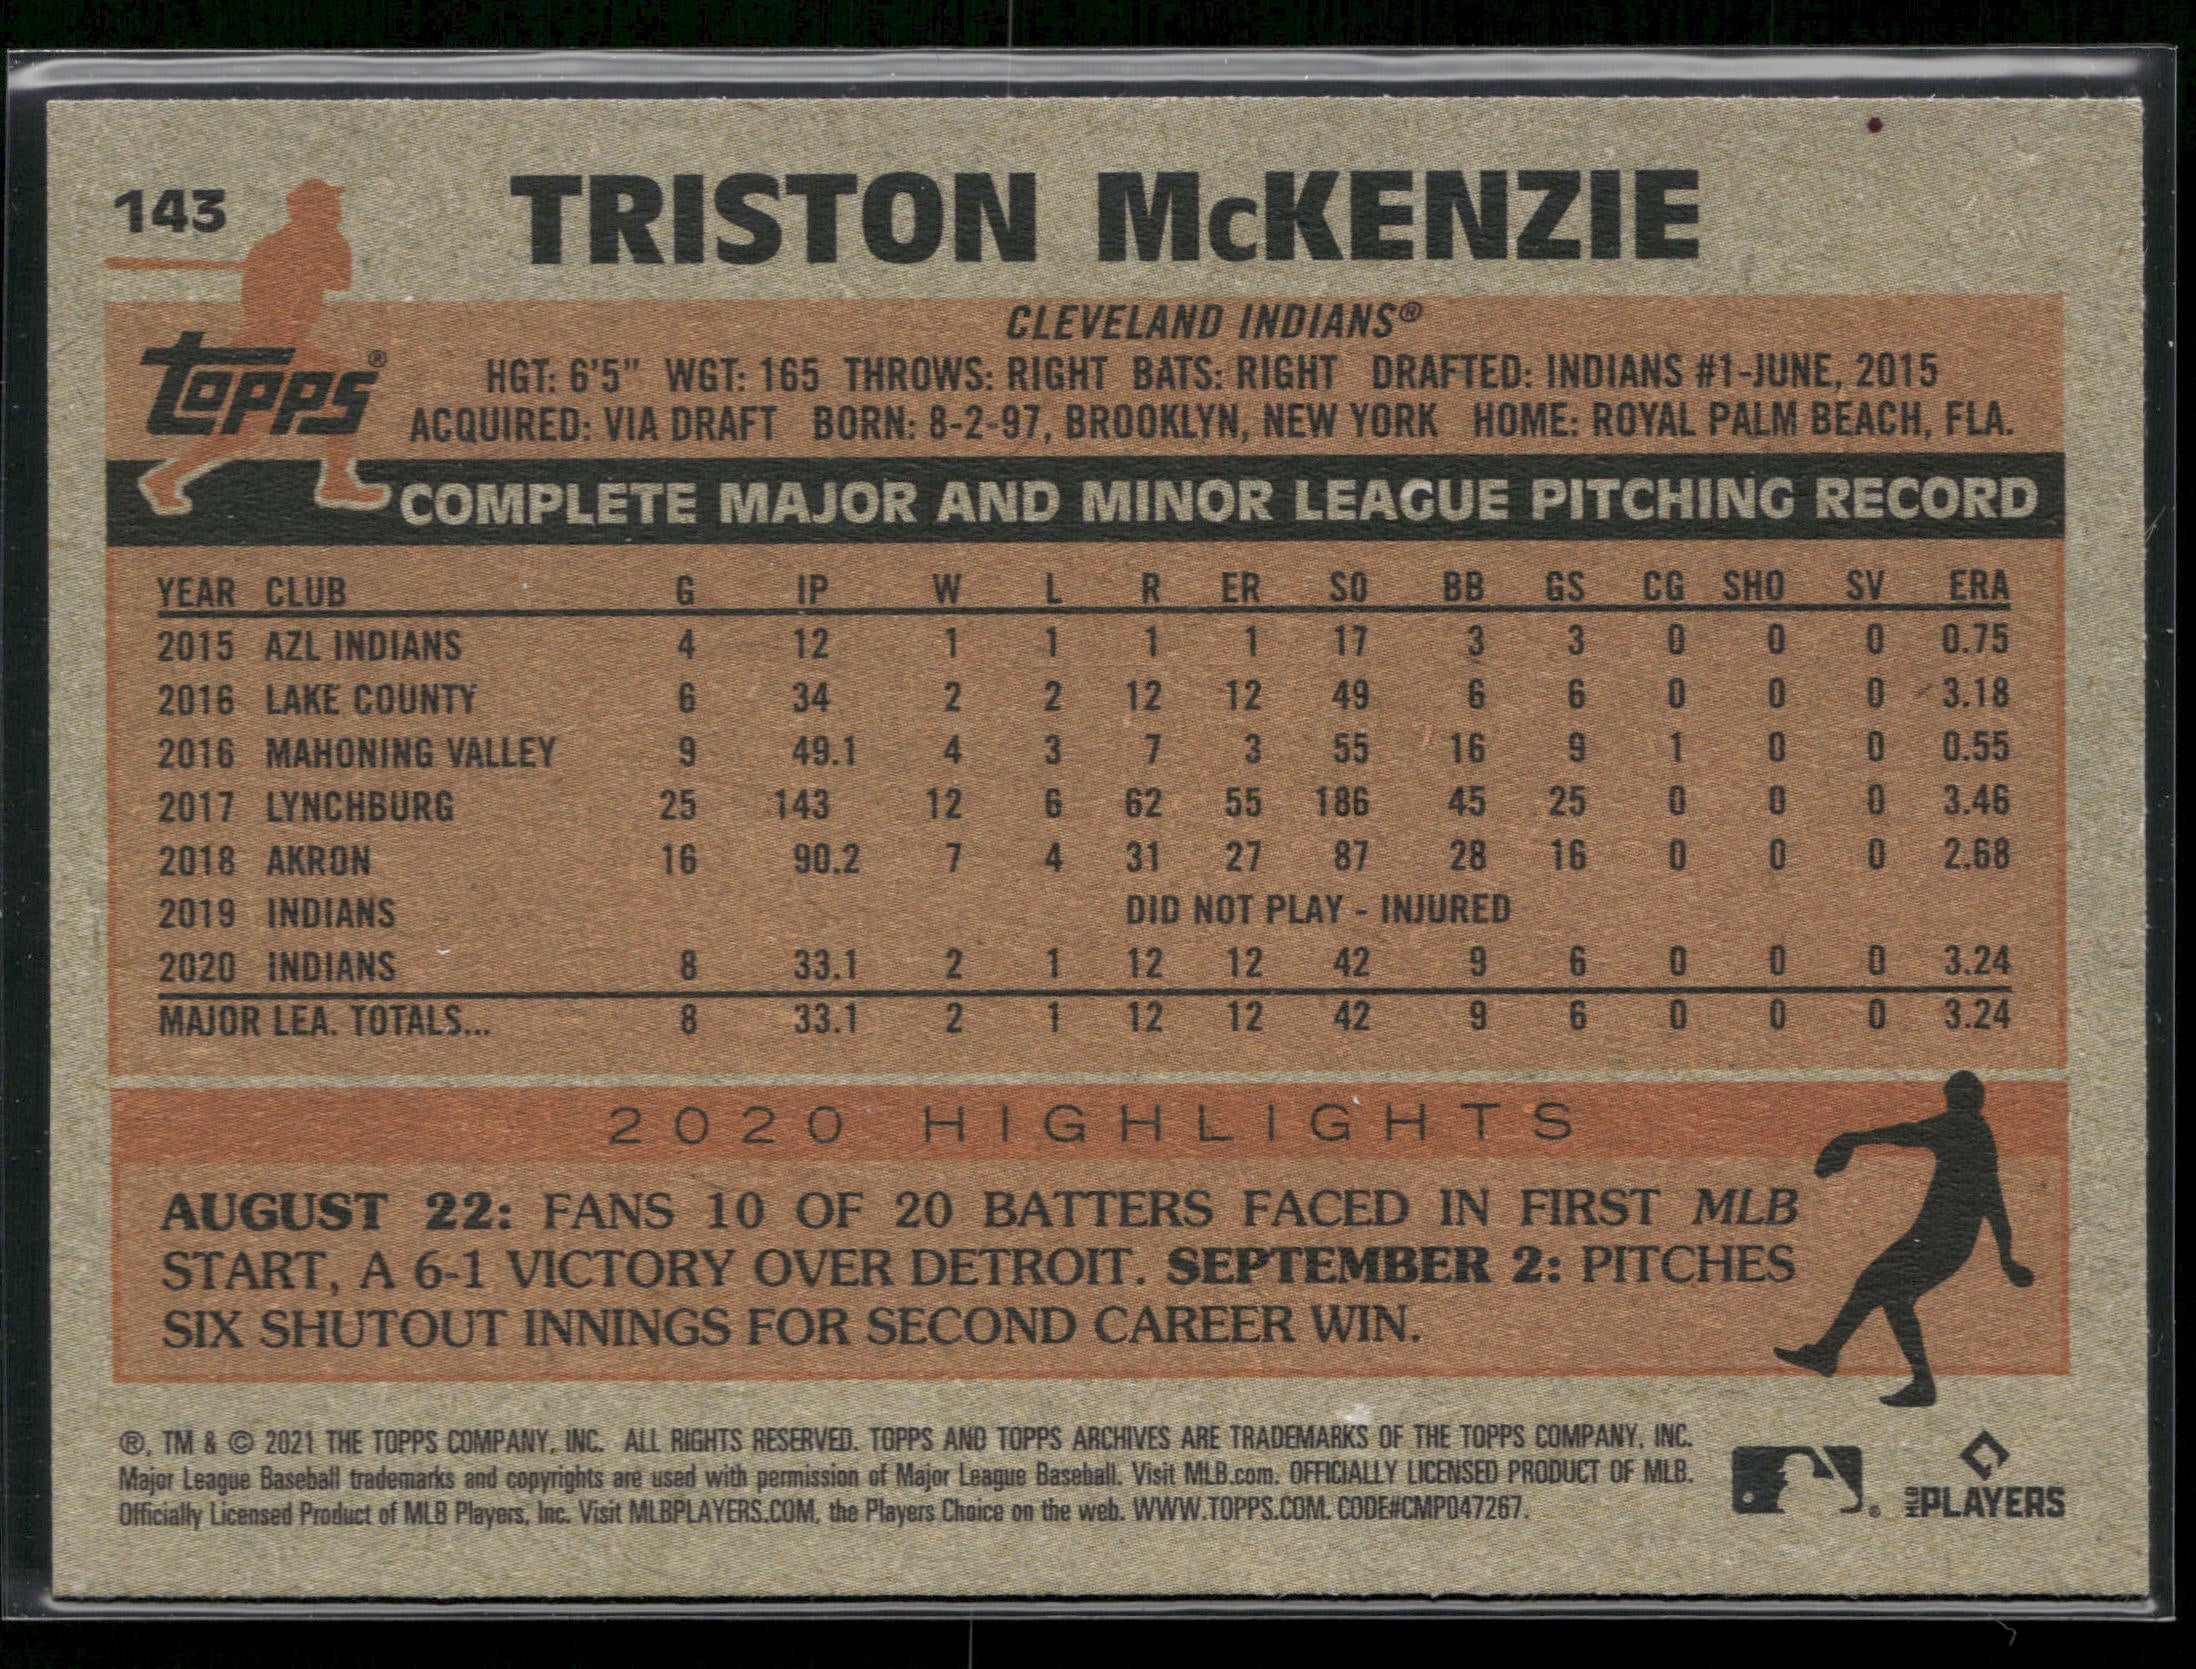 143
TRISTON McKENZIE
CLEVELAND INDIANS®
topps®
HGT: 6'5" WGT: 165 THROWS: RIGHT BATS: RIGHT DRAFTED: INDIANS #1-JUNE, 2015
ACQUIRED: VIA DRAFT BORN: 8-2-97, BROOKLYN, NEW YORK HOME: ROYAL PALM BEACH, FLA.
COMPLETE MAJOR AND MINOR LEAGUE PITCHING RECORD
YEAR CLUB G IP W L R ER SO BB GS CG SHO SV ERA
2015 AZL INDIANS 4 12 1 1 1 1 17 3 3 0 0 0 0.75
2016 LAKE COUNTY 6 34 2 2 12 12 49 6 6 0 0 0 3.18
2016 MAHONING VALLEY 9 49.1 4 3 7 3 55 16 9 1 0 0 0.55
2017 LYNCHBURG 25 143 12 6 62 55 186 45 25 0 0 0 3.46
2018 AKRON 16 90.2 7 4 31 27 87 28 16 0 0 0 2.68
2019 INDIANS DID NOT PLAY - INJURED
2020 INDIANS 8 33.1 2 1 12 12 42 9 6 0 0 0 3.24
MAJOR LEA. TOTALS... 8 33.1 2 1 12 12 42 9 6 0 0 0 3.24
2020 HIGHLIGHTS
AUGUST 22: FANS 10 OF 20 BATTERS FACED IN FIRST MLB
START, A 6-1 VICTORY OVER DETROIT. SEPTEMBER 2: PITCHES
SIX SHUTOUT INNINGS FOR SECOND CAREER WIN.
®, TM & © 2021 THE TOPPS COMPANY, INC. ALL RIGHTS RESERVED. TOPPS AND TOPPS ARCHIVES ARE TRADEMARKS OF THE TOPPS COMPANY, INC.
Major League Baseball trademarks and copyrights are used with permission of Major League Baseball. Visit MLB.com. OFFICIALLY LICENSED PRODUCT OF MLB.
Officially Licensed Product of MLB Players, Inc. Visit MLBPLAYERS.COM, the Players Choice on the web. WWW.TOPPS.COM. CODE#CMP047267.
®
MLB PLAYERS